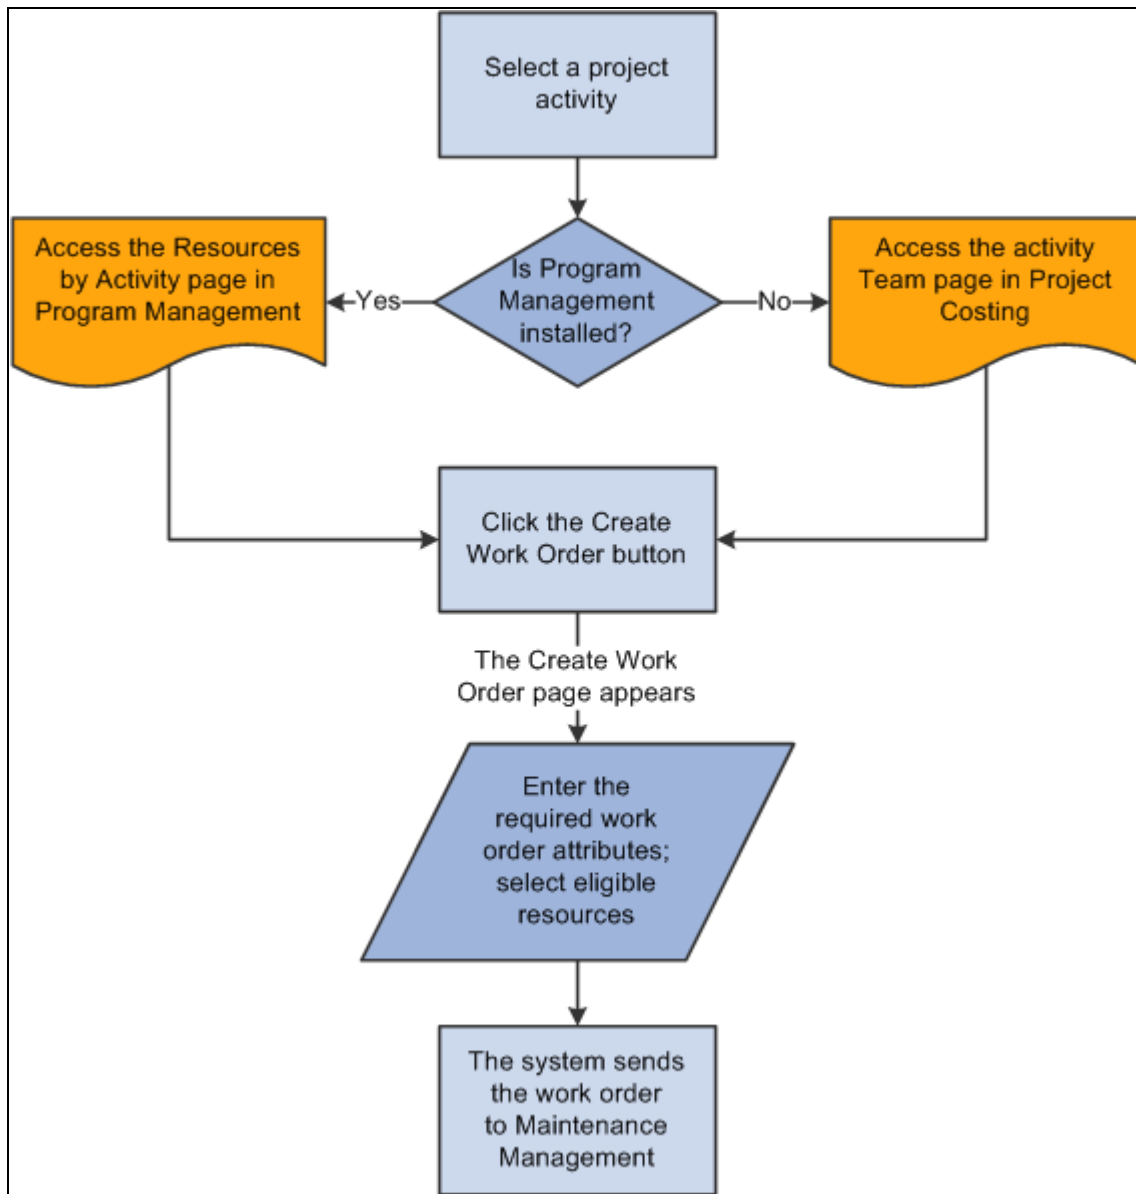 Select a project
activity
Is Program
Management
installed?
Yes
No
Access the Resources
by Activity page in
Program Management
Access the activity
Team page in Project
Costing
Click the Create
Work Order button
The Create Work
Order page appears
Enter the
required work
order attributes;
select eligible
resources
The system sends
the work order
to Maintenance
Management